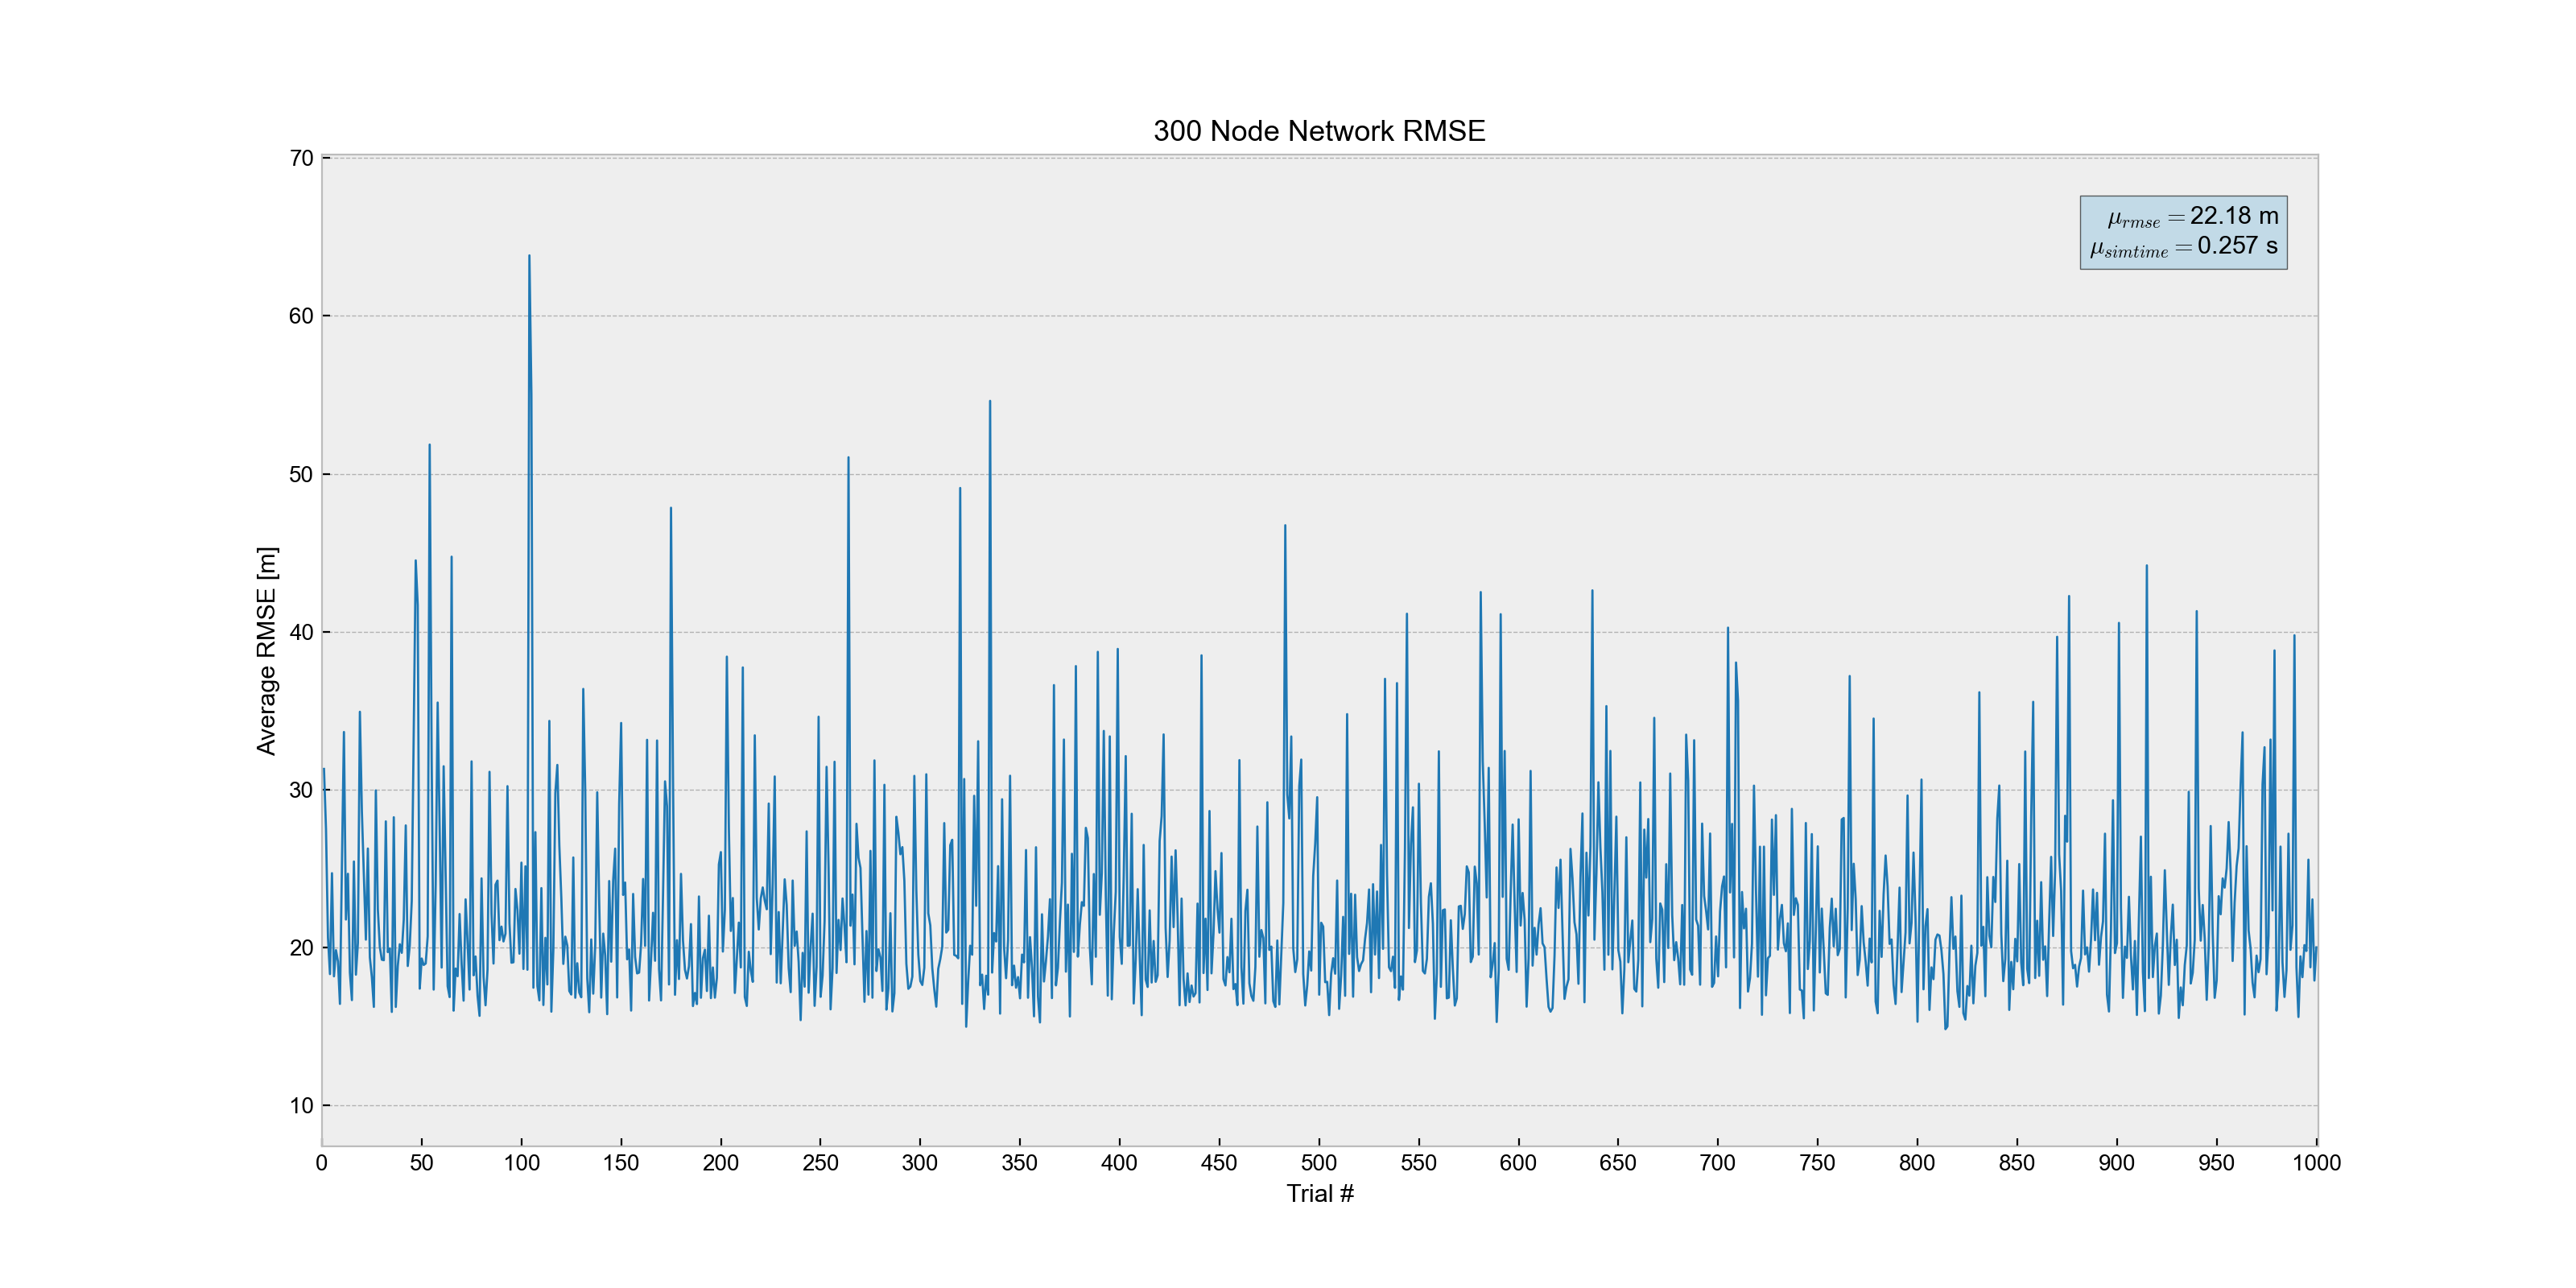 300 Node Network RMSE
70
60
50
40
30
20
10
Average RMSE [m]
μrmse = 22.18 m
μsimtime = 0.257 s
0 50 100 150 200 250 300 350 400 450 500 550 600 650 700 750 800 850 900 950 1000
Trial #